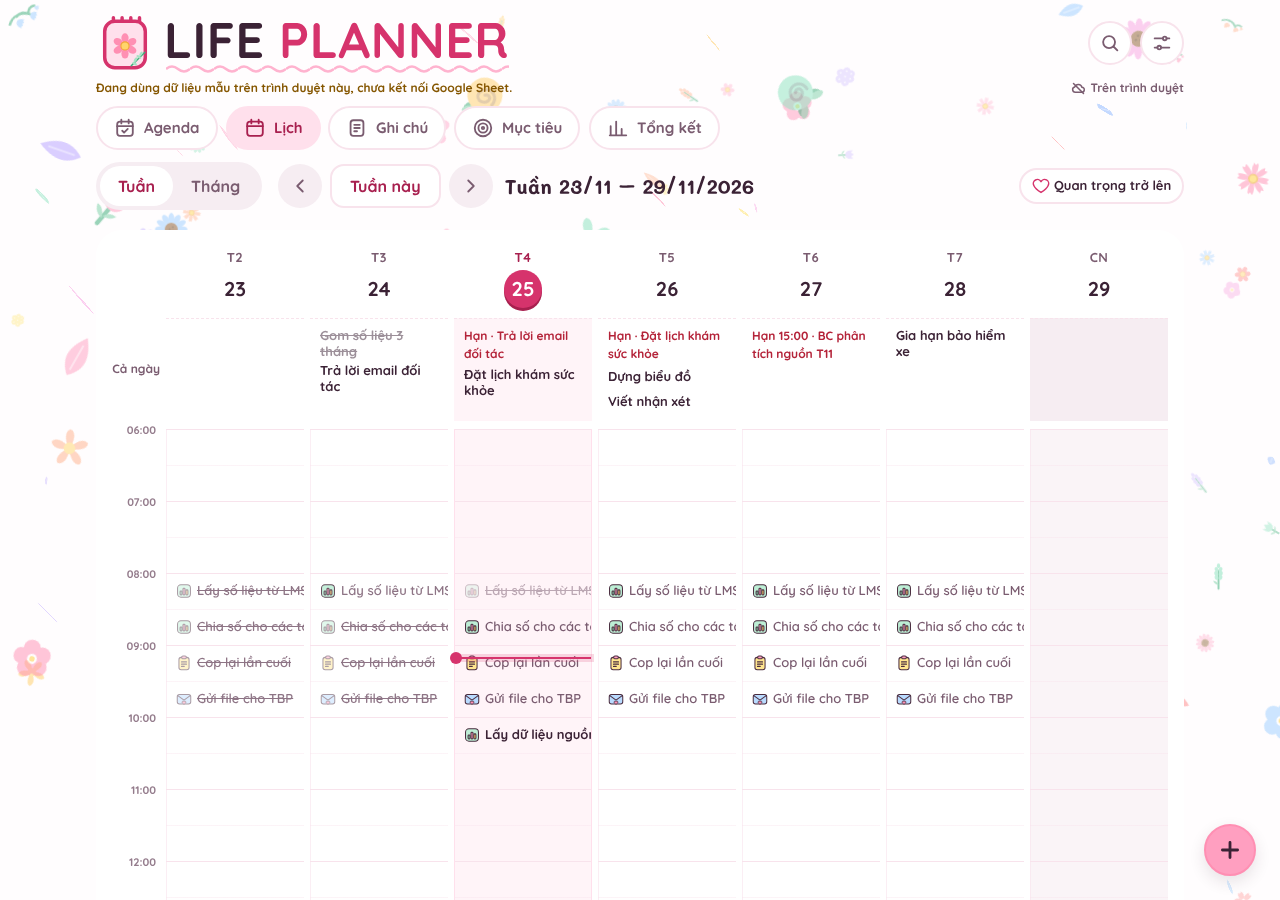 LIFE PLANNER
Đang dùng dữ liệu mẫu trên trình duyệt này, chưa kết nối Google Sheet.
Trên trình duyệt
Agenda
Lịch
Ghi chú
Mục tiêu
Tổng kết
Tuần
Tháng
Tuần này
Tuần 23/11 – 29/11/2026
Quan trọng trở lên
T2
T3
T4
T5
T6
T7
CN
23
24
25
26
27
28
29
Cả ngày
Gom số liệu 3
tháng
Trả lời email đối
tác
Hạn · Trả lời email
đối tác
Đặt lịch khám sức
khỏe
Hạn · Đặt lịch khám
sức khỏe
Dựng biểu đồ
Viết nhận xét
Hạn 15:00 · BC phân
tích nguồn T11
Gia hạn bảo hiểm
xe
06:00
07:00
08:00
Lấy số liệu từ LMS
Lấy số liệu từ LMS
Lấy số liệu từ LMS
Lấy số liệu từ LMS
Lấy số liệu từ LMS
Lấy số liệu từ LMS
Chia số cho các
Chia số cho các
Chia số cho các
Chia số cho các
Chia số cho các
Chia số cho các
09:00
Cop lại lần cuối
Cop lại lần cuối
Cop lại lần cuối
Cop lại lần cuối
Cop lại lần cuối
Cop lại lần cuối
Gửi file cho TBP
Gửi file cho TBP
Gửi file cho TBP
Gửi file cho TBP
Gửi file cho TBP
Gửi file cho TBP
10:00
Lấy dữ liệu nguồn
11:00
12:00